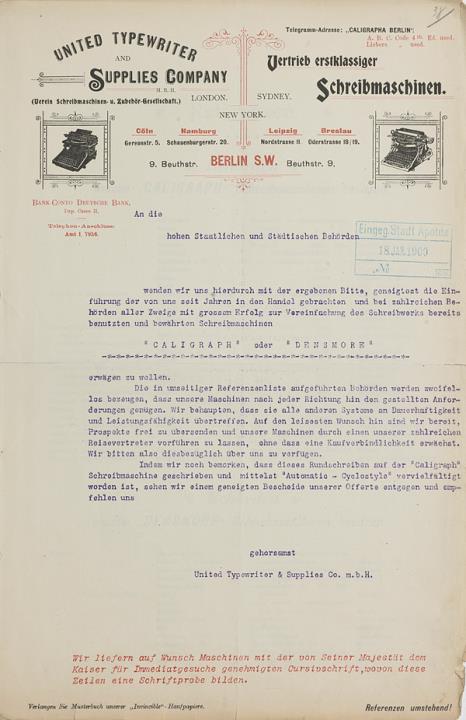 Telegramm-Adresse: „CALIGRAPHA BERLIN".
A. B. C. Code 4th. Ed. used.
Liebers „ used.
UNITED TYPEWRITER
AND
SUPPLIES COMPANY
M. B. H.
(Verein Schreibmaschinen- u. Zubehör-Gesellschaft.)
Vertrieb erstklassiger
Schreibmaschinen.
LONDON. SYDNEY.
NEW YORK.
Cöln Hamburg Leipzig Breslau
Gereonstr. 5. Schauenburgerstr. 20. Nordstrasse 11 Oderstrasse 18|19.
9. Beuthstr. BERLIN S.W. Beuthstr. 9.
BANK-CONTO DEUTSCHE BANK,
Dep. Casse B.
Telephon-Anschluss:
Amt I, 1936.
An die
hohen Staatlichen und Städtischen Behörden
Eingeg. Stadt Apolda
18.JAN.1900
№
wenden wir uns hierdurch mit der ergebenen Bitte, geneigtest die Ein-
führung der von uns seit Jahren in den Handel gebrachten und bei zahlreichen Be-
hörden aller Zweige mit grossem Erfolg zur Vereinfachung des Schreibwerks bereits
benutzten und bewährten Schreibmaschinen
"CALIGRAPH" oder "DENSMORE"
erwägen zu wollen.
Die in umseitiger Referenzliste aufgeführten Behörden werden zweifel-
los bezeugen, dass unsere Maschinen nach jeder Richtung hin den gestellten Anfor-
derungen genügen. Wir behaupten, dass sie alle anderen Systeme an Dauerhaftigkeit
und Leistungsfähigkeit übertreffen. Auf den leisesten Wunsch hin sind wir bereit,
Prospekte frei zu übersenden und unsere Maschinen durch einen unserer zahlreichen
Reisevertreter vorführen zu lassen, ohne dass eine Kaufverbindlichkeit erwächst.
Wir bitten also diesbezüglich über uns zu verfügen.
Indem wir noch bemerken, dass dieses Rundschreiben auf der "Caligraph"
Schreibmaschine geschrieben und mittelst "Automatic - Cyclostyle" vervielfältigt
worden ist, sehen wir einem geneigten Bescheide unserer Offerte entgegen und emp-
fehlen uns
gehorsamst
United Typewriter & Supplies Co. m.b.H.
Wir liefern auf Wunsch Maschinen mit der von Seiner Majestät dem
Kaiser für Immediatgesuche genehmigten Cursivschrift, wovon diese
Zeilen eine Schriftprobe bilden.
Verlangen Sie Musterbuch unserer „Invincible"-Hanfpapiere.
Referenzen umstehend!